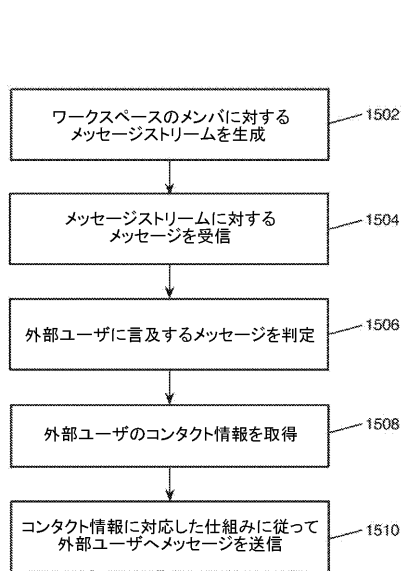 ワークスペースのメンバに対する
メッセージストリームを生成
1502
メッセージストリームに対する
メッセージを受信
1504
外部ユーザに言及するメッセージを判定
1506
外部ユーザのコンタクト情報を取得
1508
コンタクト情報に対応した仕組みに従って
外部ユーザへメッセージを送信
1510